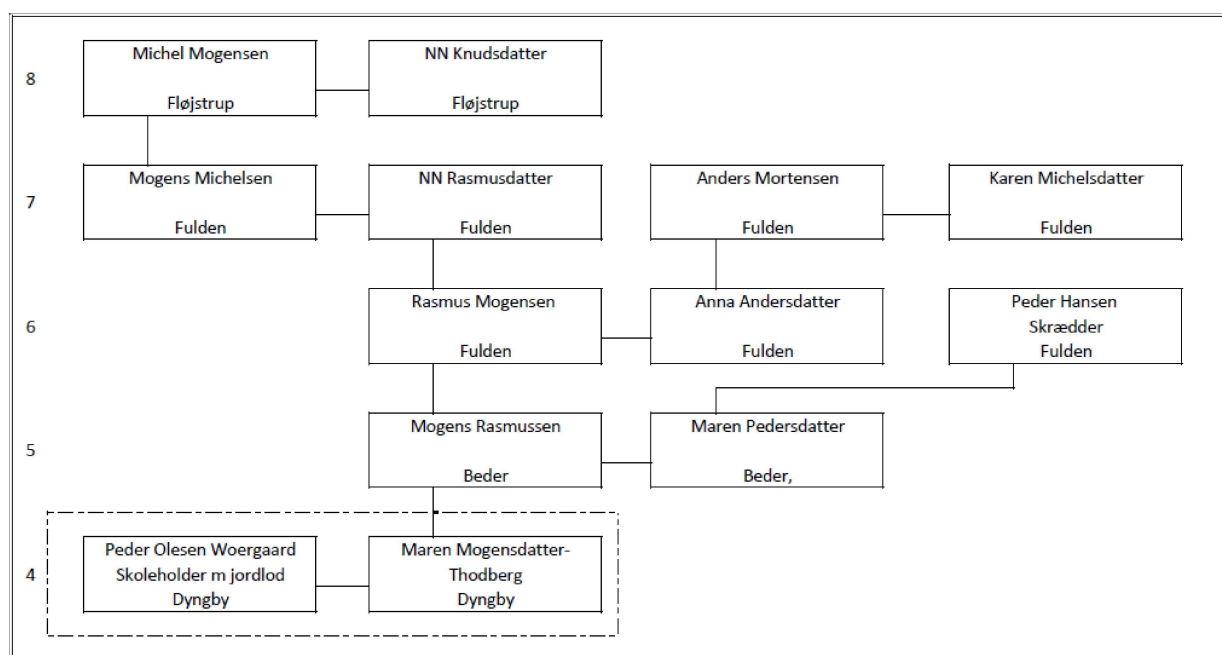 8
Michel Mogensen
Fløjstrup
NN Knudsdatter
Fløjstrup
7
Mogens Michelsen
Fulden
NN Rasmusdatter
Fulden
Anders Mortensen
Fulden
Karen Michelsdatter
Fulden
6
Rasmus Mogensen
Fulden
Anna Andersdatter
Fulden
Peder Hansen
Skrædder
Fulden
5
Mogens Rasmussen
Beder
Maren Pedersdatter
Beder,
4
Peder Olesen Woergaard
Skoleholder m jordlod
Dyngby
Maren Mogensdatter-
Thodberg
Dyngby